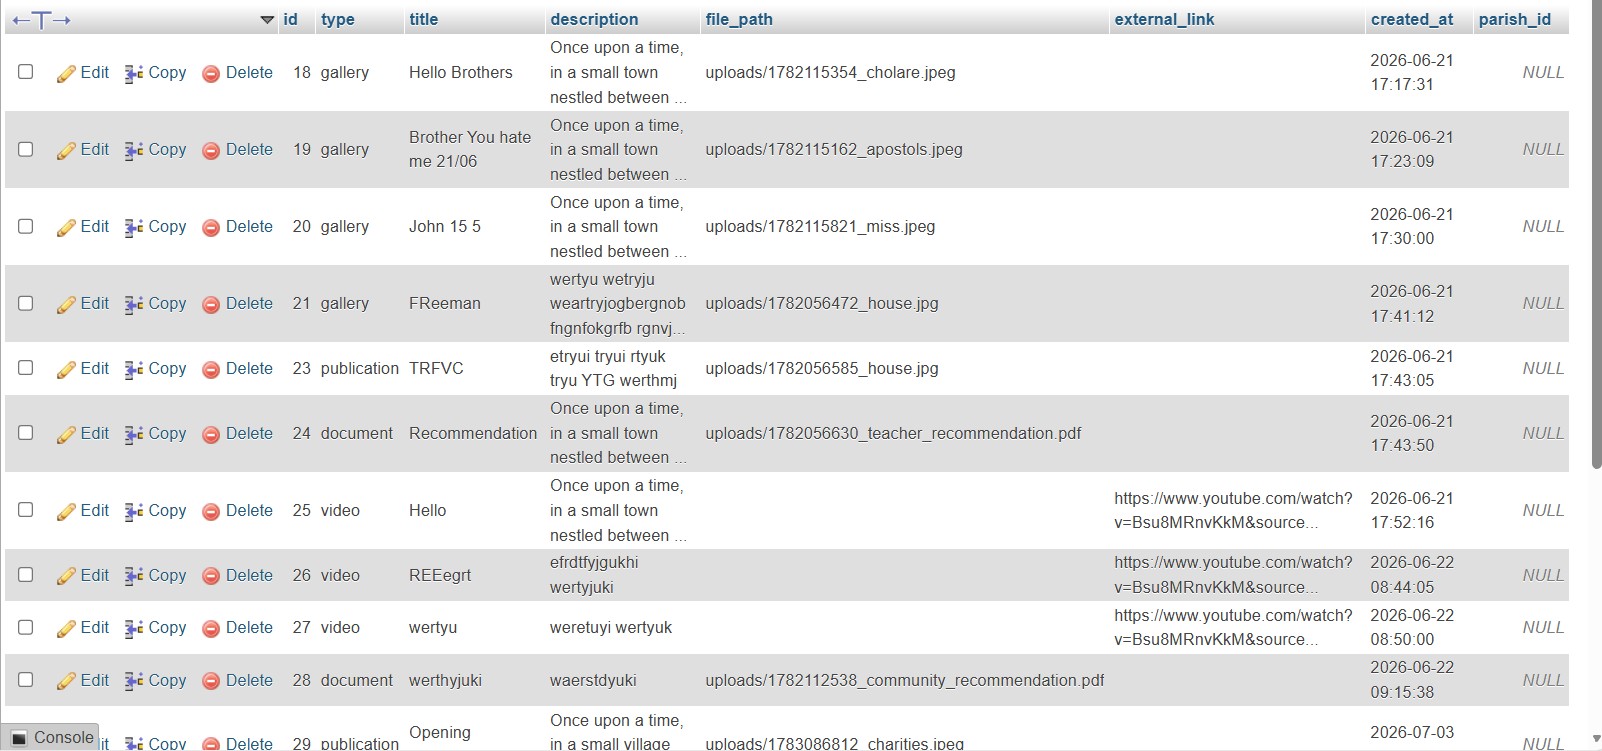 id type title description file_path external_link created_at parish_id
Edit Copy Delete 18 gallery Hello Brothers Once upon a time, in a small town nestled between ... uploads/1782115354_cholare.jpeg 2026-06-21 17:17:31 NULL
Edit Copy Delete 19 gallery Brother You hate me 21/06 Once upon a time, in a small town nestled between ... uploads/1782115162_apostols.jpeg 2026-06-21 17:23:09 NULL
Edit Copy Delete 20 gallery John 15 5 Once upon a time, in a small town nestled between ... uploads/1782115821_miss.jpeg 2026-06-21 17:30:00 NULL
Edit Copy Delete 21 gallery FReeman wertyu wetryju weartryjogbergnob fngnfokgrfb rgnvj... uploads/1782056472_house.jpg 2026-06-21 17:41:12 NULL
Edit Copy Delete 23 publication TRFVC etryui tryui rtyuk tryu YTG werthmj uploads/1782056585_house.jpg 2026-06-21 17:43:05 NULL
Edit Copy Delete 24 document Recommendation Once upon a time, in a small town nestled between ... uploads/1782056630_teacher_recommendation.pdf 2026-06-21 17:43:50 NULL
Edit Copy Delete 25 video Hello Once upon a time, in a small town nestled between ... https://www.youtube.com/watch?v=Bsu8MRnvKkM&source... 2026-06-21 17:52:16 NULL
Edit Copy Delete 26 video REEegrt efrdtfyjgukhi wertyjuki https://www.youtube.com/watch?v=Bsu8MRnvKkM&source... 2026-06-22 08:44:05 NULL
Edit Copy Delete 27 video wertyu weretuyi wertyuk https://www.youtube.com/watch?v=Bsu8MRnvKkM&source... 2026-06-22 08:50:00 NULL
Edit Copy Delete 28 document werthyjuki waerstdyuki uploads/1782112538_community_recommendation.pdf 2026-06-22 09:15:38 NULL
Copy Delete 29 publication Opening Once upon a time, in a small village uploads/1783086812_charities.jpeg 2026-07-03 NULL
Console